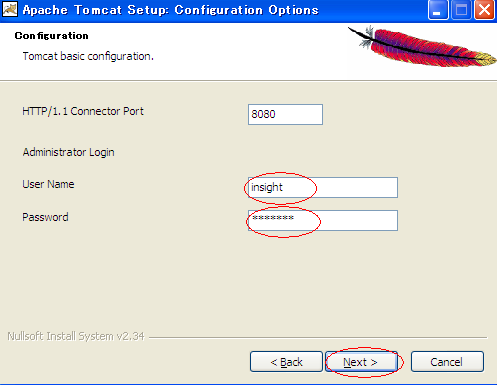 Apache Tomcat Setup: Configuration Options
Configuration
Tomcat basic configuration.
HTTP/1.1 Connector Port
8080
Administrator Login
User Name
insight
Password
*******
Nullsoft Install System v2.34
< Back
Next >
Cancel